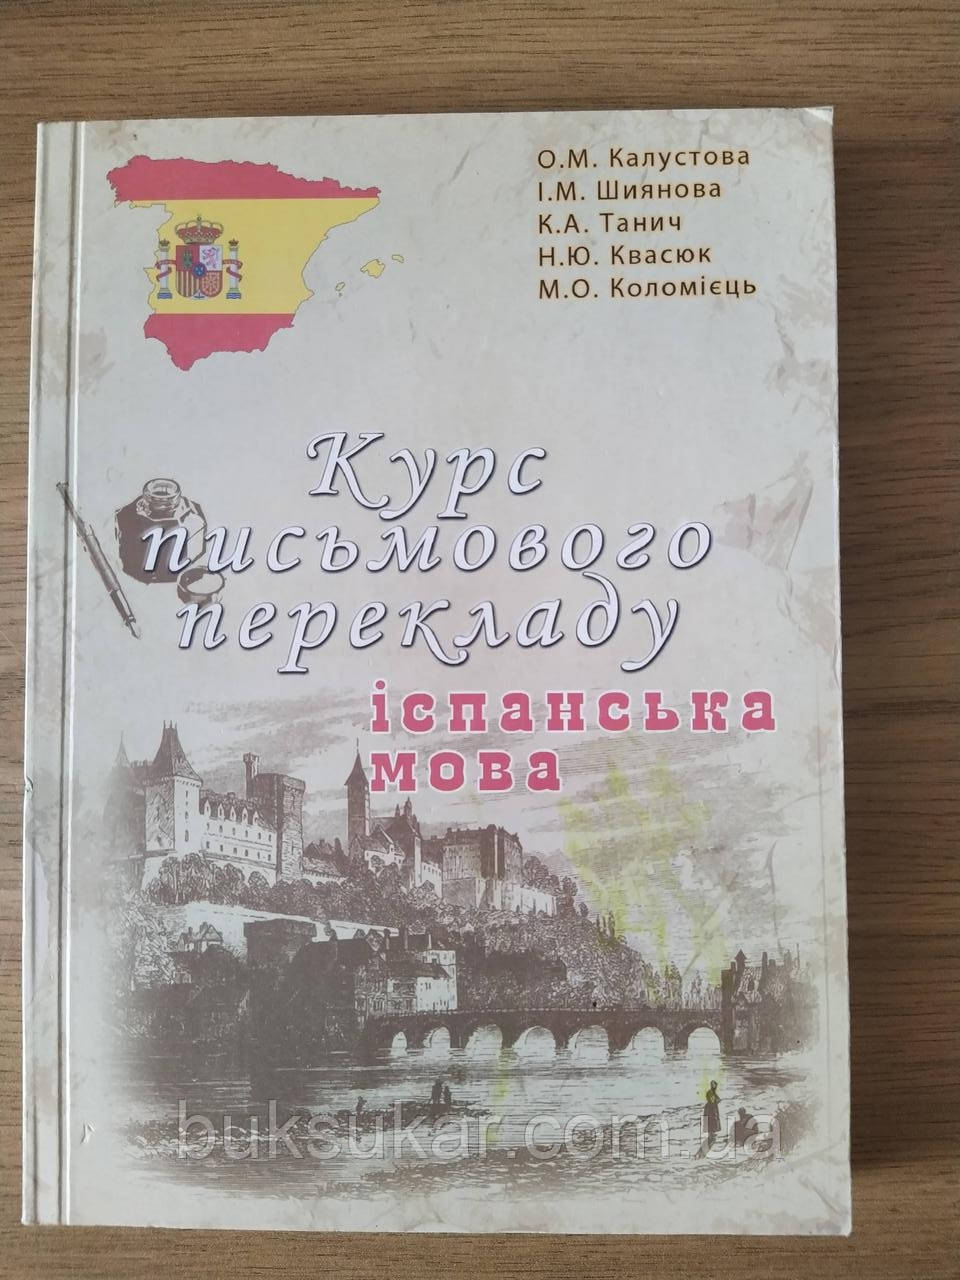 О.М. Калустова
І.М. Шиянова
К.А. Танич
Н.Ю. Квасюк
М.О. Коломієць
Курс
письмового
перекладу
іспанська
мова
buksukar.com.ua